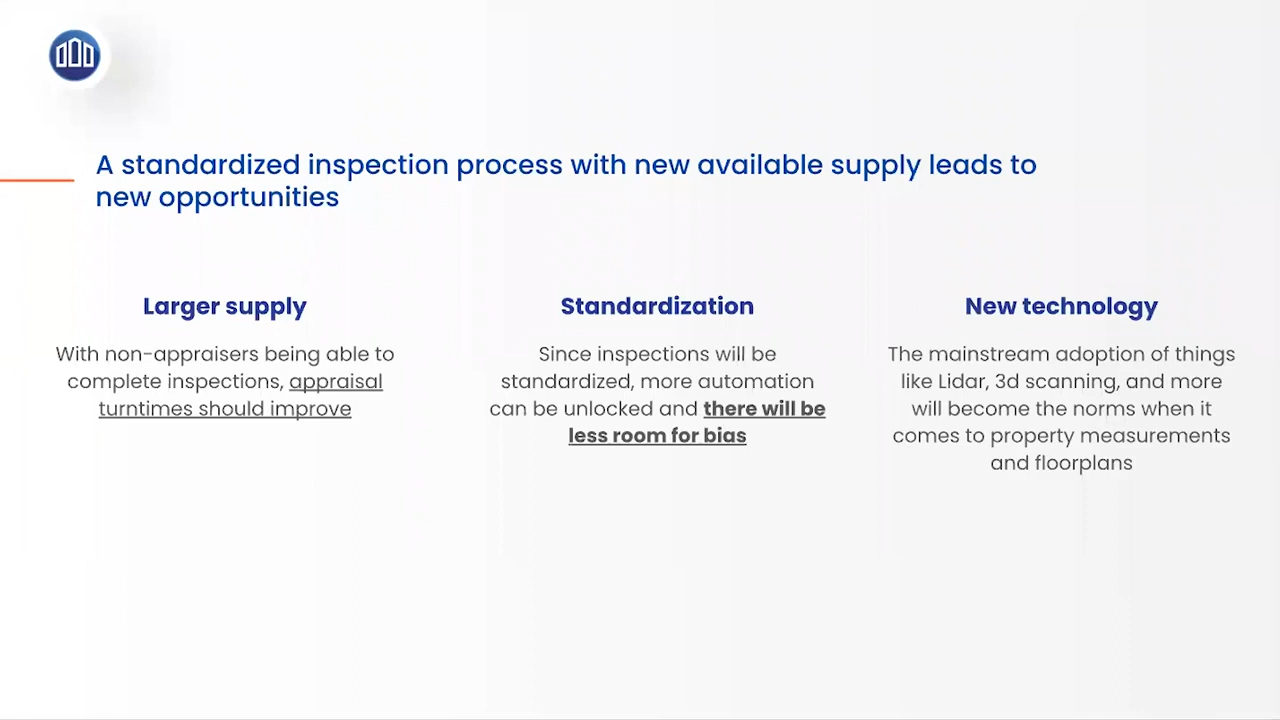 A standardized inspection process with new available supply leads to
new opportunities
Larger supply
With non-appraisers being able to
complete inspections, appraisal
turntimes should improve
Standardization
Since inspections will be
standardized, more automation
can be unlocked and there will be
less room for bias
New technology
The mainstream adoption of things
like Lidar, 3d scanning, and more
will become the norms when it
comes to property measurements
and floorplans